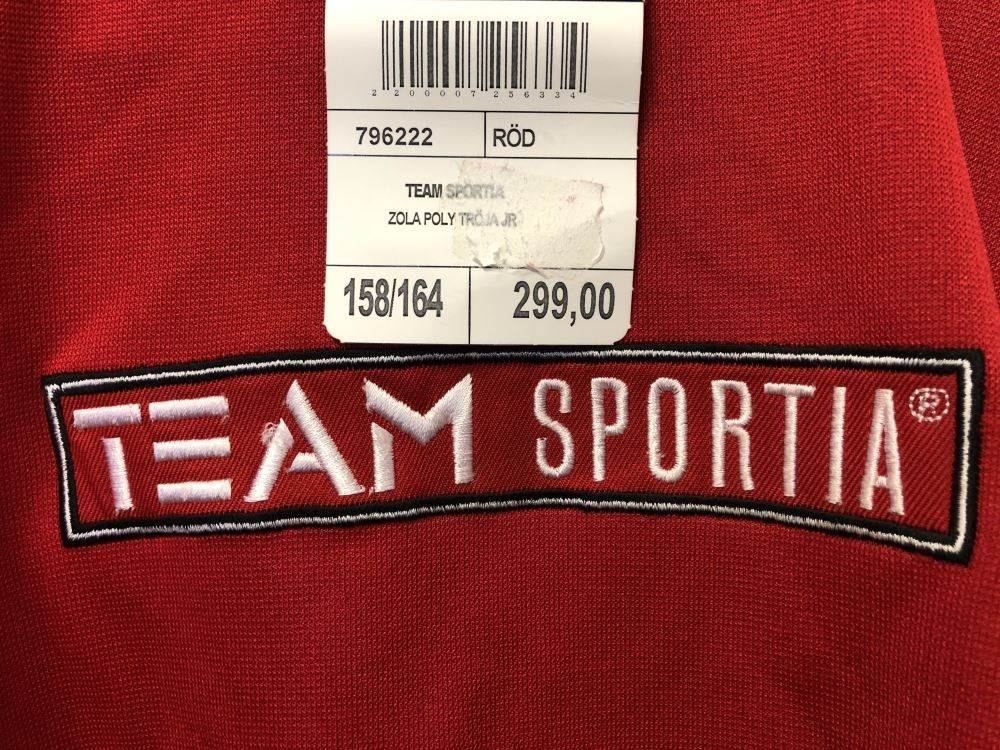 2200007256334
796222 RÖD
TEAM SPORTIA
ZOLA POLY TRÖJA JR
158/164 299,00
TEAM SPORTIA®